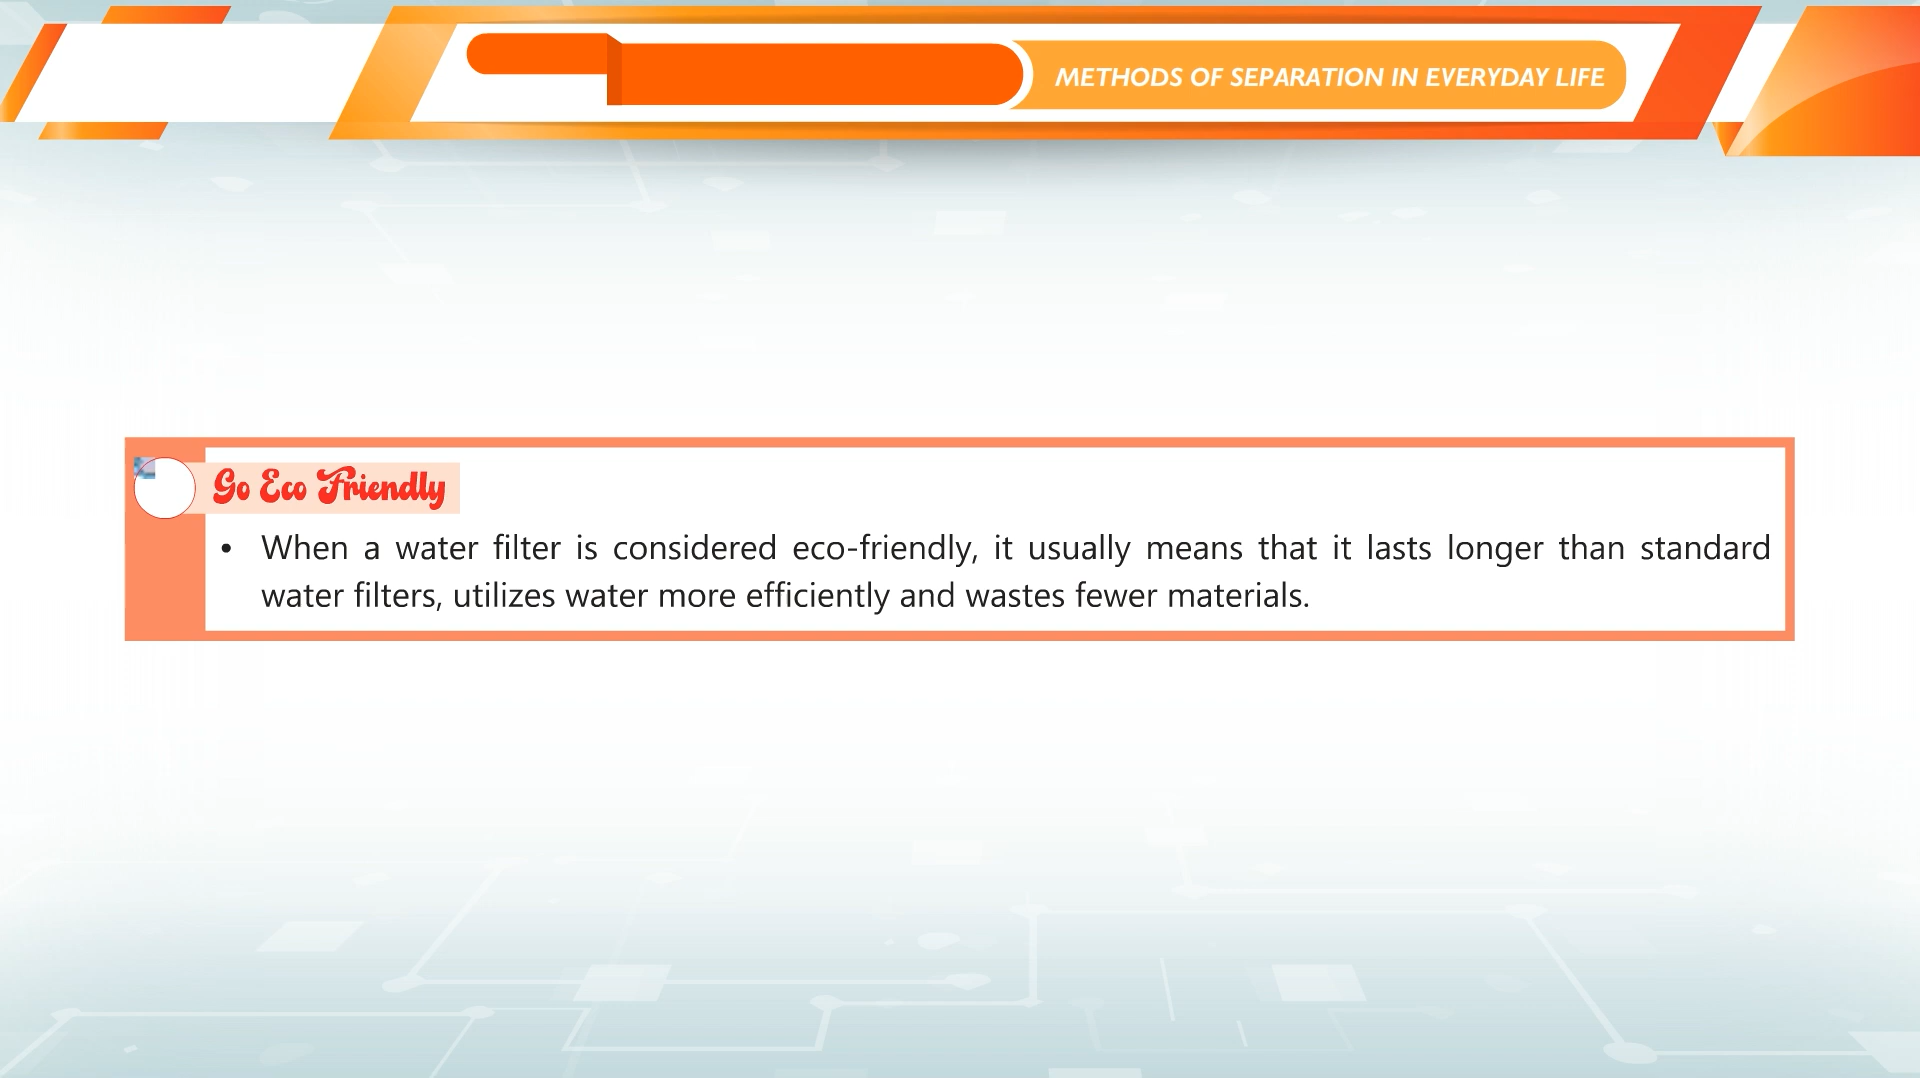 METHODS OF SEPARATION IN EVERYDAY LIFE
Go Eco Friendly
• When a water filter is considered eco-friendly, it usually means that it lasts longer than standard
water filters, utilizes water more efficiently and wastes fewer materials.